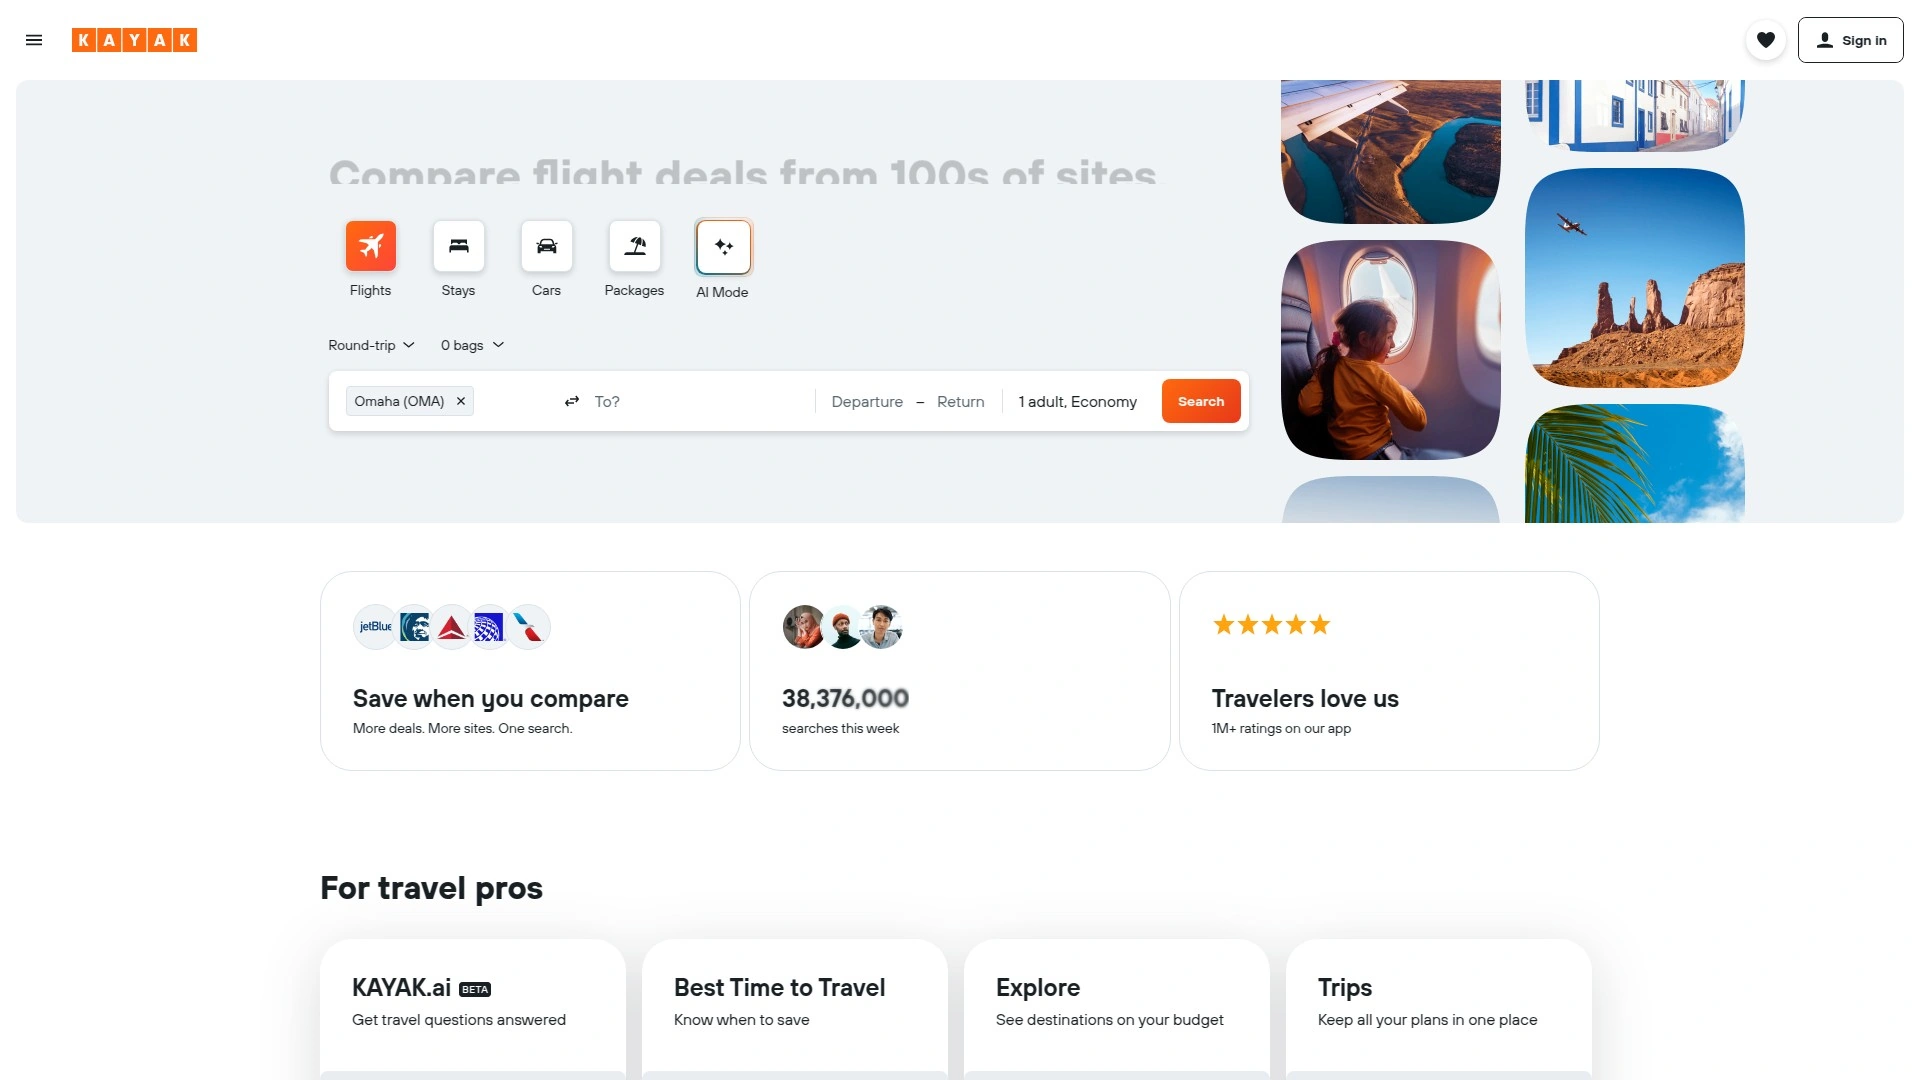 KAYAK
Sign in
Compare flight deals from 100s of sites.
Flights
Stays
Cars
Packages
AI Mode
Round-trip
0 bags
Omaha (OMA)
To?
Departure – Return
1 adult, Economy
Search
jetBlue
Save when you compare
More deals. More sites. One search.
38,376,000
searches this week
Travelers love us
1M+ ratings on our app
For travel pros
KAYAK.ai BETA
Get travel questions answered
Best Time to Travel
Know when to save
Explore
See destinations on your budget
Trips
Keep all your plans in one place